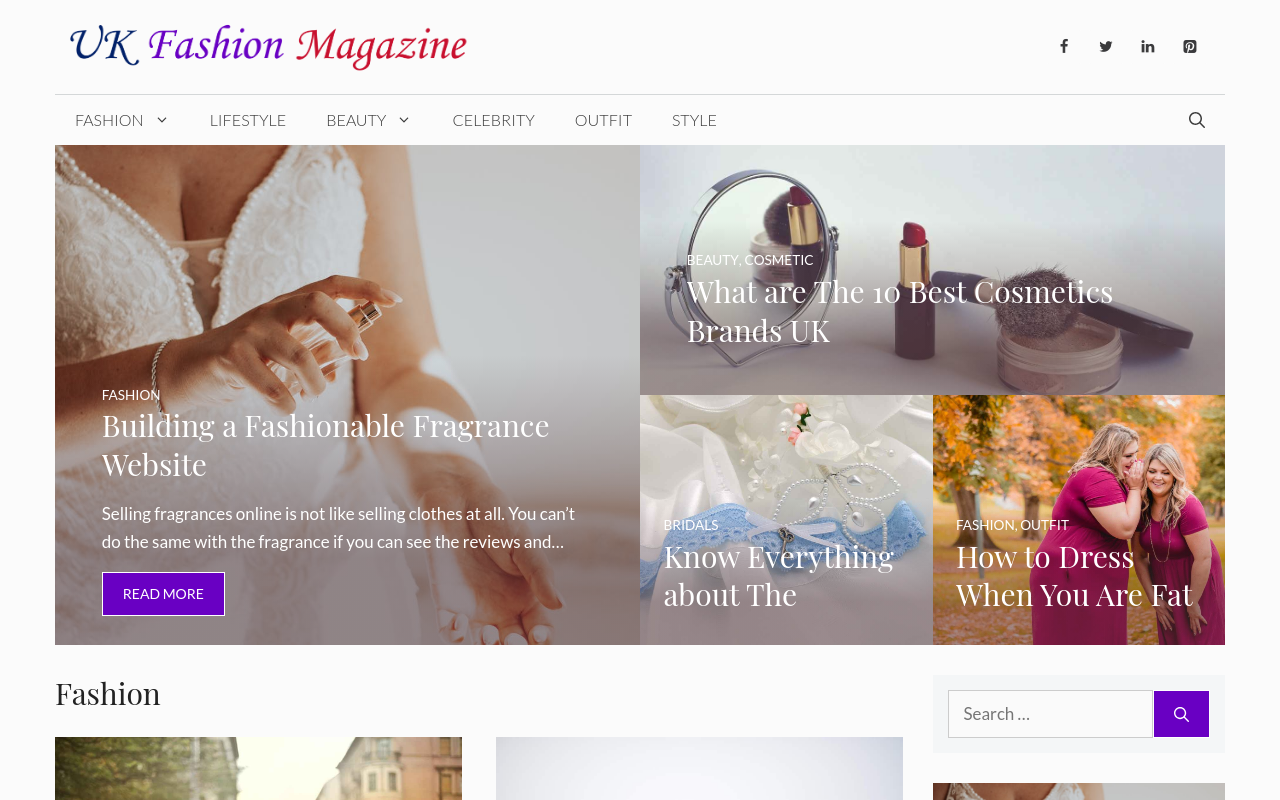 UK Fashion Magazine
FASHION
LIFESTYLE
BEAUTY
CELEBRITY
OUTFIT
STYLE
FASHION
Building a Fashionable Fragrance
Website
Selling fragrances online is not like selling clothes at all. You can't
do the same with the fragrance if you can see the reviews and...
READ MORE
BEAUTY, COSMETIC
What are The 10 Best Cosmetics
Brands UK
BRIDALS
Know Everything
about The
FASHION, OUTFIT
How to Dress
When You Are Fat
Fashion
Search ...